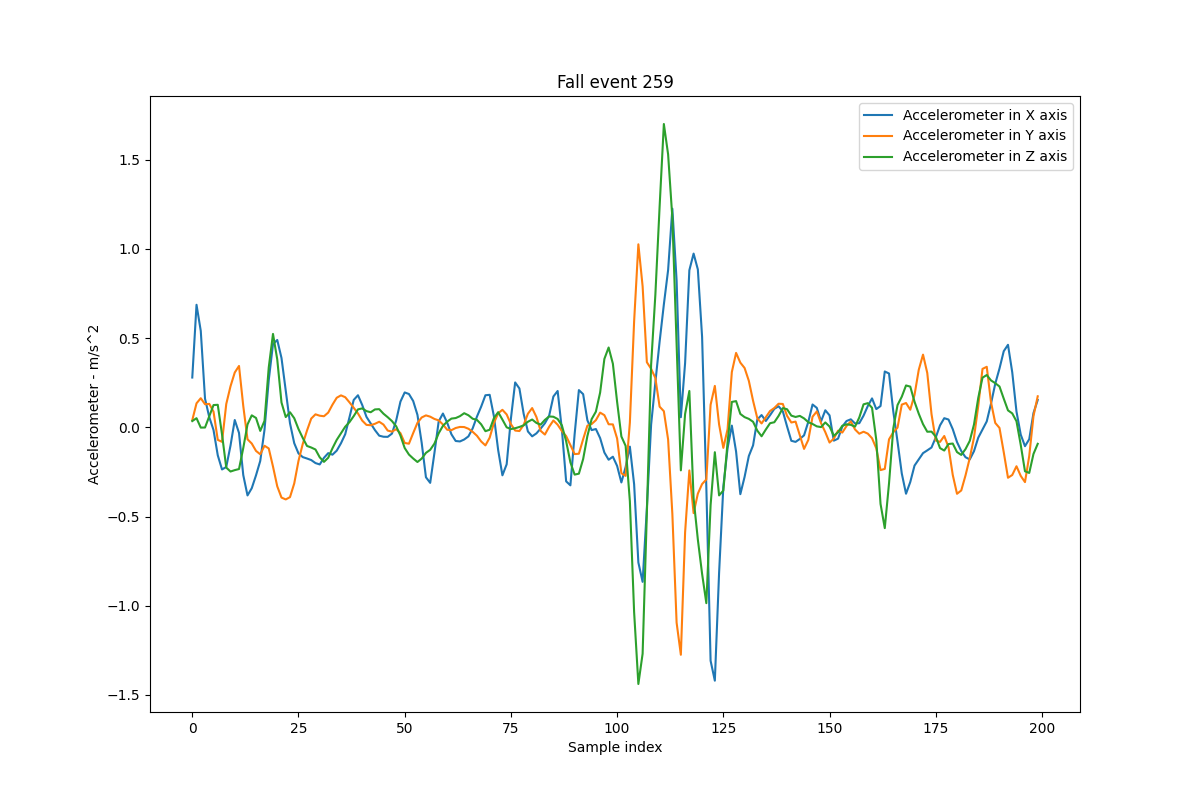 Fall event 259
Accelerometer in X axis
Accelerometer in Y axis
Accelerometer in Z axis
Accelerometer - m/s^2
1.5
1.0
0.5
0.0
−0.5
−1.0
−1.5
0 25 50 75 100 125 150 175 200
Sample index